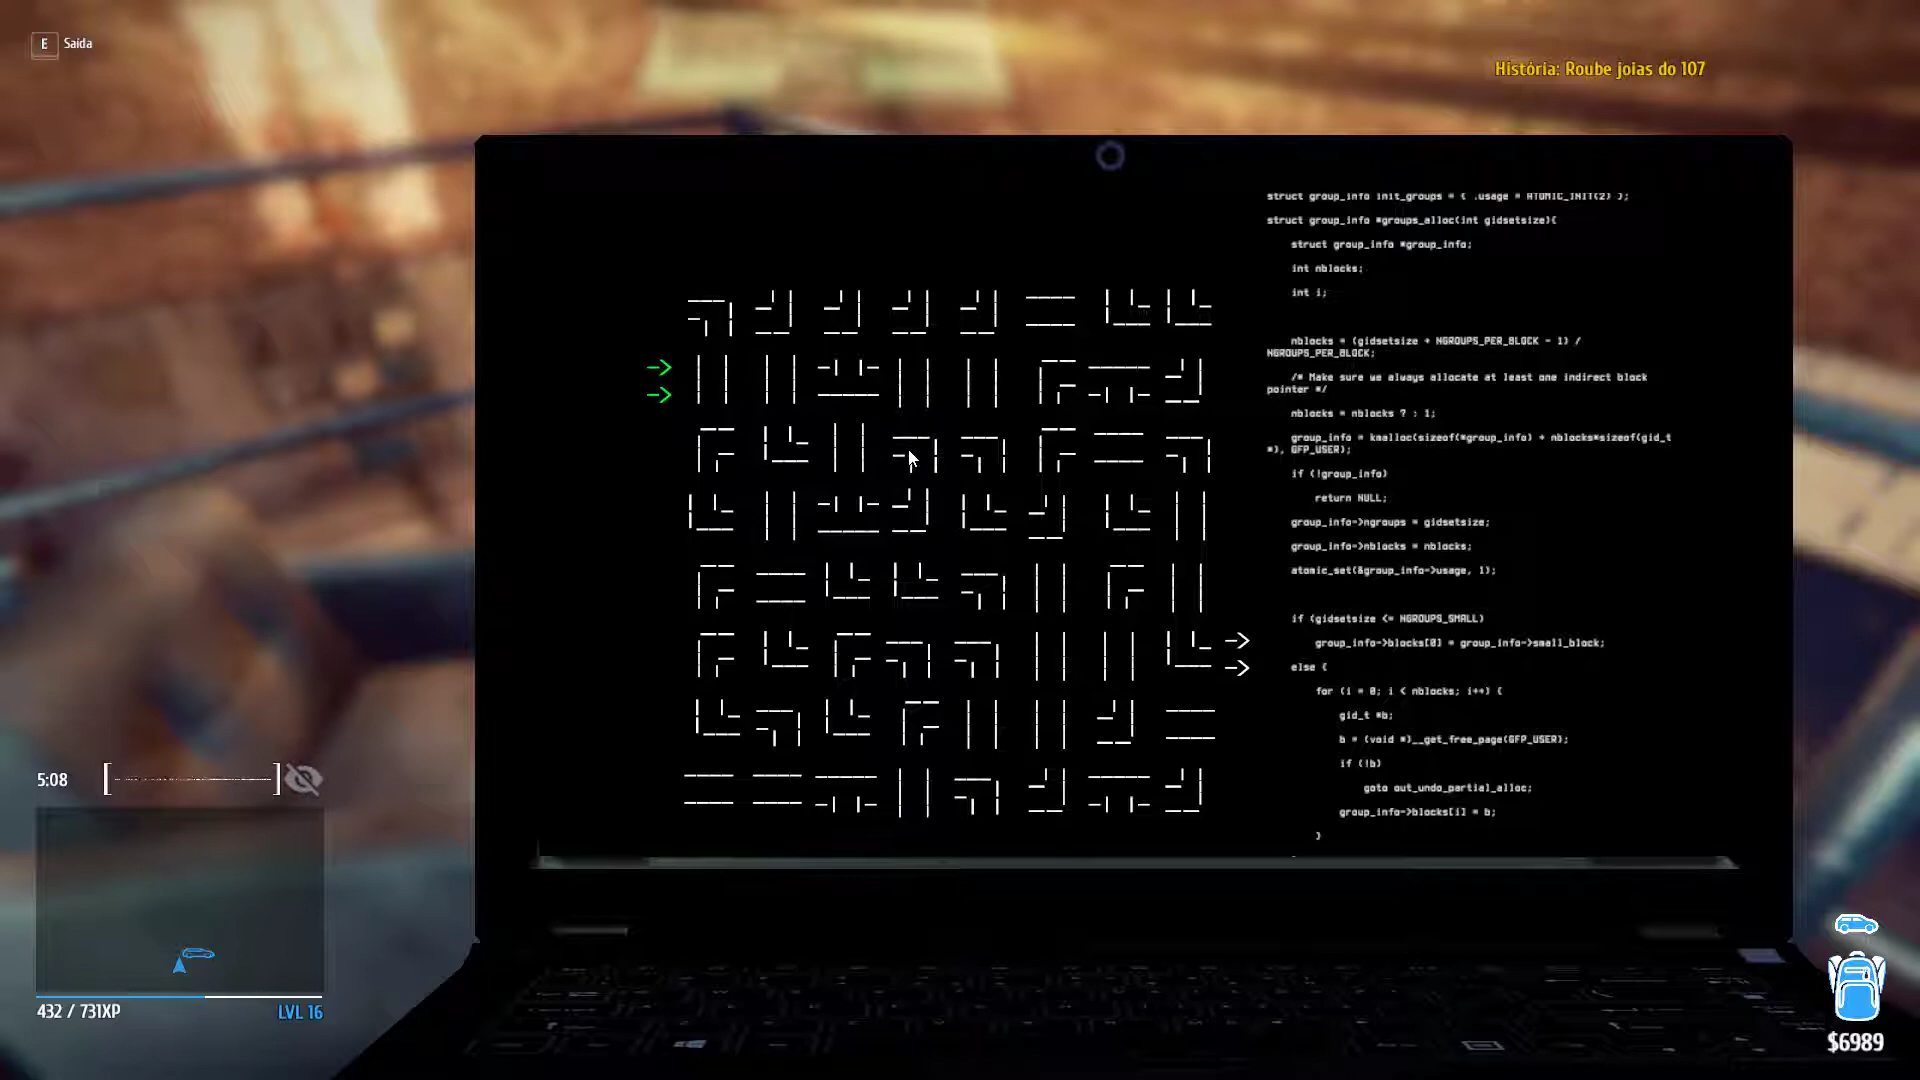 E Saída
História: Roube joias do 107
struct group_info init_groups = { .usage = ATOMIC_INIT(2) };
struct group_info *groups_alloc(int gidsetsize){
struct group_info *group_info;
int nblocks;
int i;
nblocks = (gidsetsize + NGROUPS_PER_BLOCK - 1) /
NGROUPS_PER_BLOCK;
/* Make sure we always allocate at least one indirect block
pointer */
nblocks = nblocks ? : 1;
group_info = kmalloc(sizeof(*group_info) + nblocks*sizeof(gid_t
*), GFP_USER);
if (!group_info)
return NULL;
group_info->ngroups = gidsetsize;
group_info->nblocks = nblocks;
atomic_set(&group_info->usage, 1);
if (gidsetsize <= NGROUPS_SMALL)
group_info->blocks[0] = group_info->small_block;
else {
for (i = 0; i < nblocks; i++) {
gid_t *b;
b = (void *)__get_free_page(GFP_USER);
if (!b)
goto out_undo_partial_alloc;
group_info->blocks[i] = b;
}
5:08
432 / 731XP
LVL 16
$6989